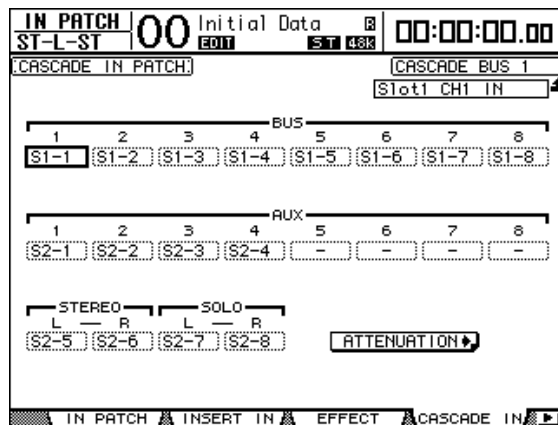 IN PATCH 00 Initial Data R 00:00:00.00
ST-L-ST EDIT ST 48k
CASCADE IN PATCH CASCADE BUS 1
Slot1 CH1 IN
BUS
1 2 3 4 5 6 7 8
S1-1 S1-2 S1-3 S1-4 S1-5 S1-6 S1-7 S1-8
AUX
1 2 3 4 5 6 7 8
S2-1 S2-2 S2-3 S2-4 - - - -
STEREO SOLO
L — R L — R
S2-5 S2-6 S2-7 S2-8 ATTENUATION
IN PATCH INSERT IN EFFECT CASCADE IN